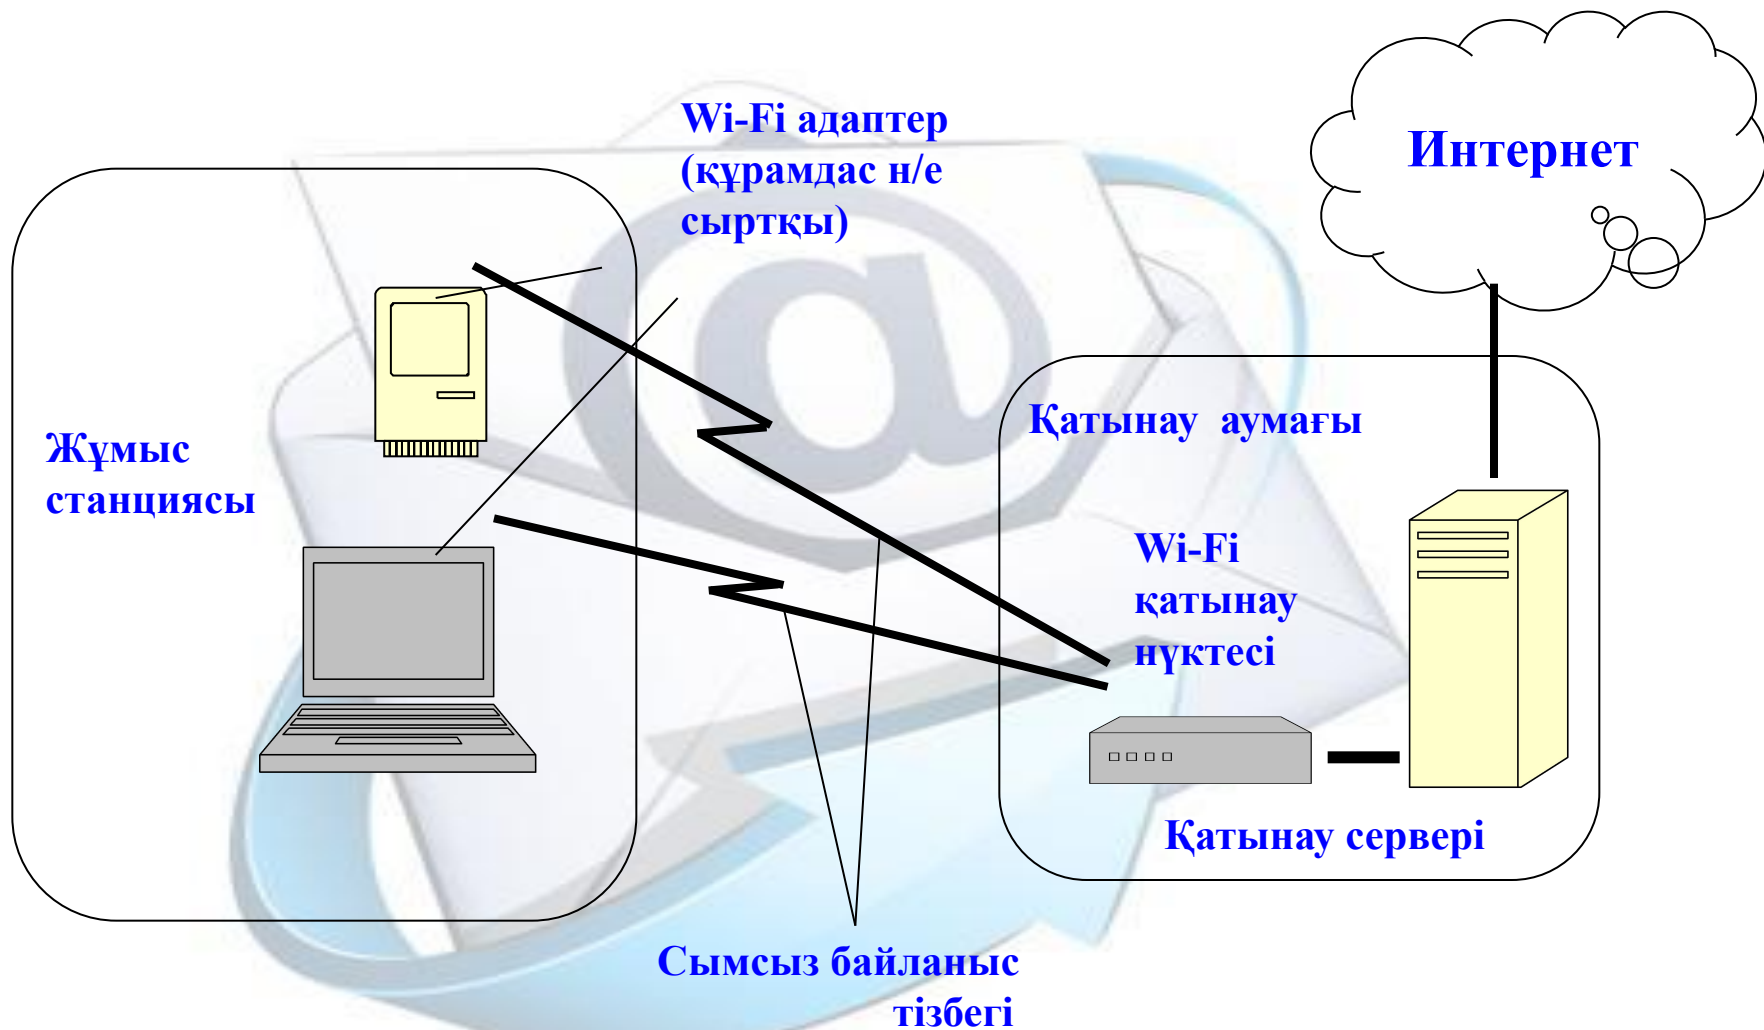 Wi-Fi адаптер
(құрамдас н/е
сыртқы)
Интернет
Жұмыс
станциясы
Қатынау аумағы
Wi-Fi
қатынау
нүктесі
Қатынау сервері
Сымсыз байланыс
тізбегі